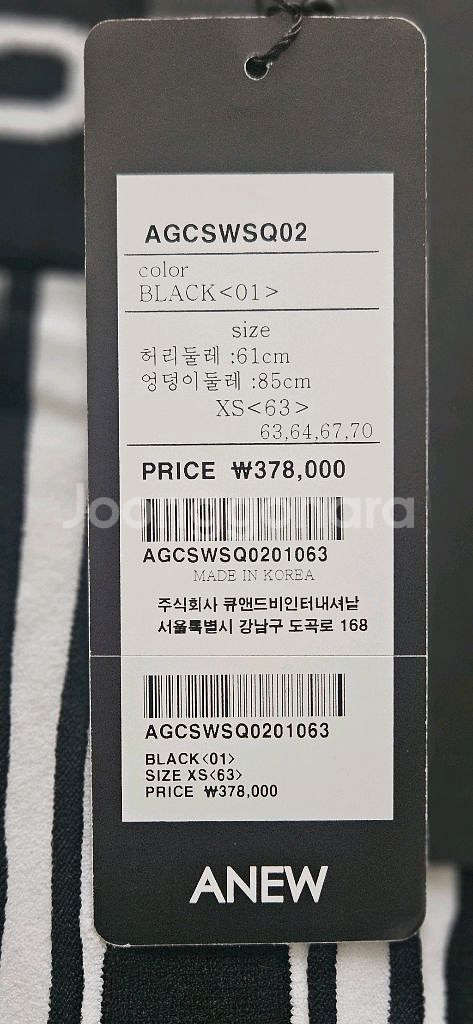 AGCSWSQ02
color
BLACK<01>
size
허리둘레 :61cm
엉덩이둘레 :85cm
XS<63>
63,64,67,70
PRICE ₩378,000
Joonggonara
AGCSWSQ0201063
MADE IN KOREA
주식회사 큐앤드비인터내셔날
서울특별시 강남구 도곡로 168
AGCSWSQ0201063
BLACK<01>
SIZE XS<63>
PRICE ₩378,000
ANEW